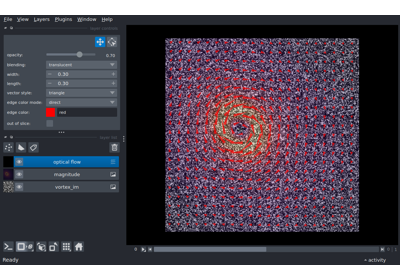 File View Layers Plugins Window Help
opacity: 0.70
blending: translucent
width: 0.30
length: 0.30
vector style: triangle
edge color mode: direct
edge color: red
out of slice:
optical flow
magnitude
vortex_im
Ready
activity